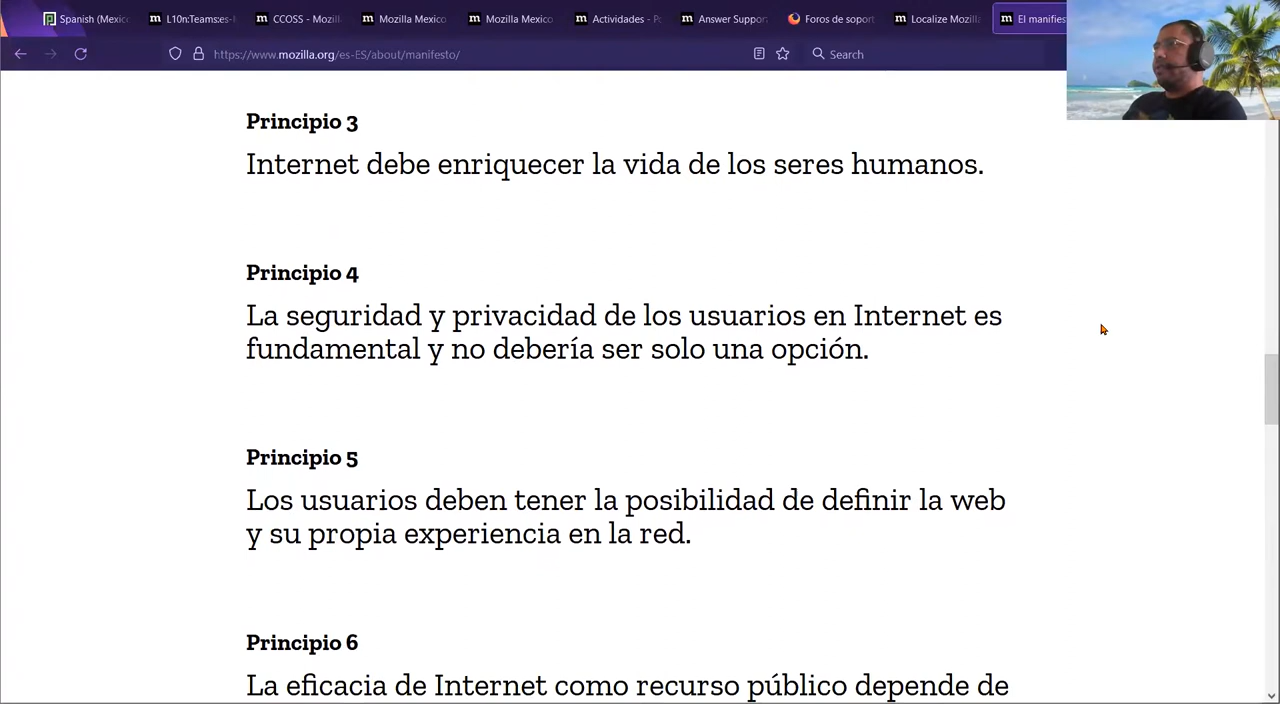 Spanish (Mexic
L10n:Teams:es-
CCOSS - Mozill
Mozilla Mexico
Mozilla Mexico
Actividades - Po
Answer Suppor
Foros de soport
Localize Mozilla
El manifies
https://www.mozilla.org/es-ES/about/manifesto/
Search
Principio 3
Internet debe enriquecer la vida de los seres humanos.
Principio 4
La seguridad y privacidad de los usuarios en Internet es
fundamental y no debería ser solo una opción.
Principio 5
Los usuarios deben tener la posibilidad de definir la web
y su propia experiencia en la red.
Principio 6
La eficacia de Internet como recurso público depende de